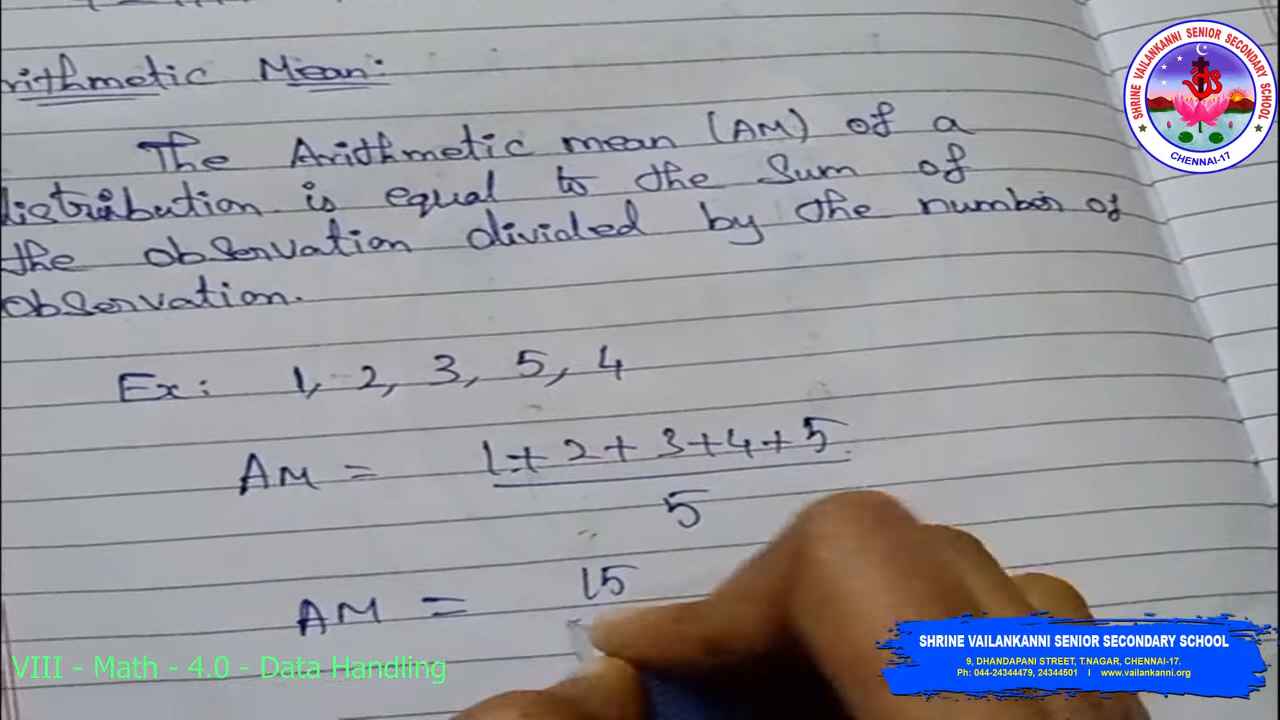 rithmetic Mean:
The Arithmetic mean (AM) of a
distribution is equal to the sum of
the observation divided by the number of
observation.
Ex: 1, 2, 3, 5, 4
AM = 1+ 2 + 3+4+5
5
AM = 15
VIII - Math - 4.0 - Data Handling
SHRINE VAILANKANNI SENIOR SECONDARY SCHOOL
CHENNAI-17
SHRINE VAILANKANNI SENIOR SECONDARY SCHOOL
9, DHANDAPANI STREET, T.NAGAR, CHENNAI-17.
Ph: 044-24344479, 24344501 I www.vailankanni.org